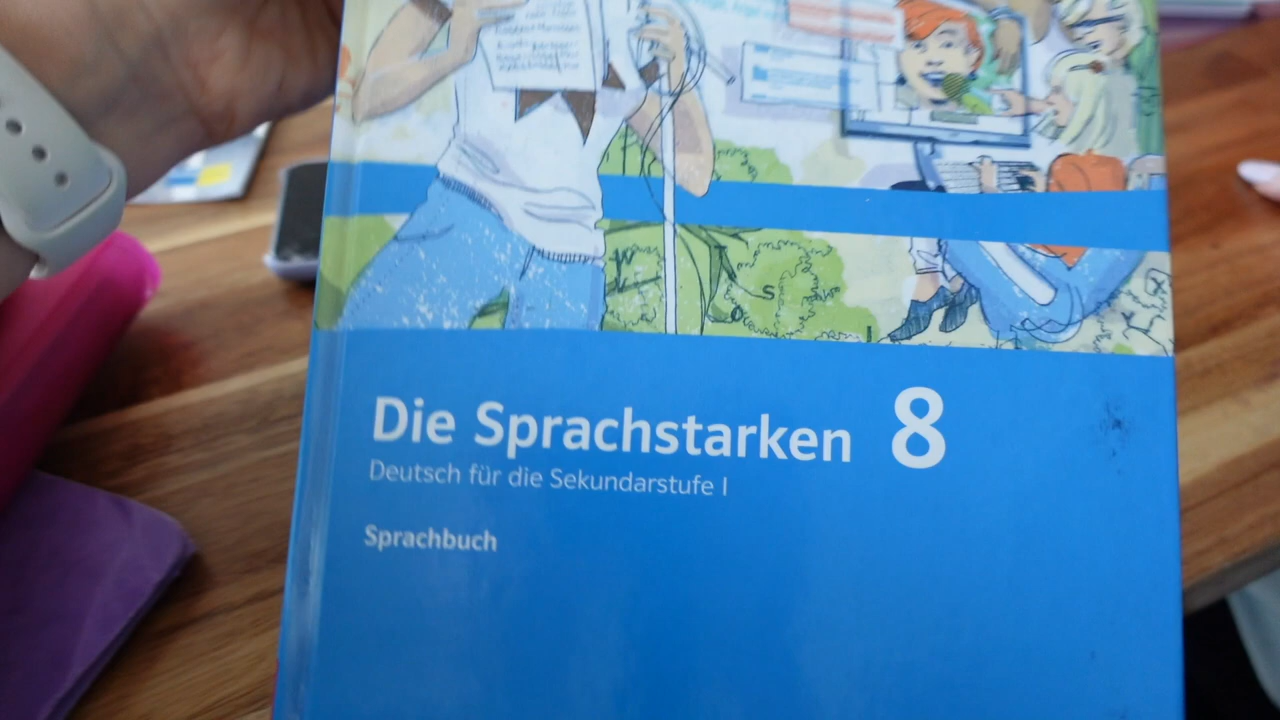 Die Sprachstarken 8
Deutsch für die Sekundarstufe I
Sprachbuch